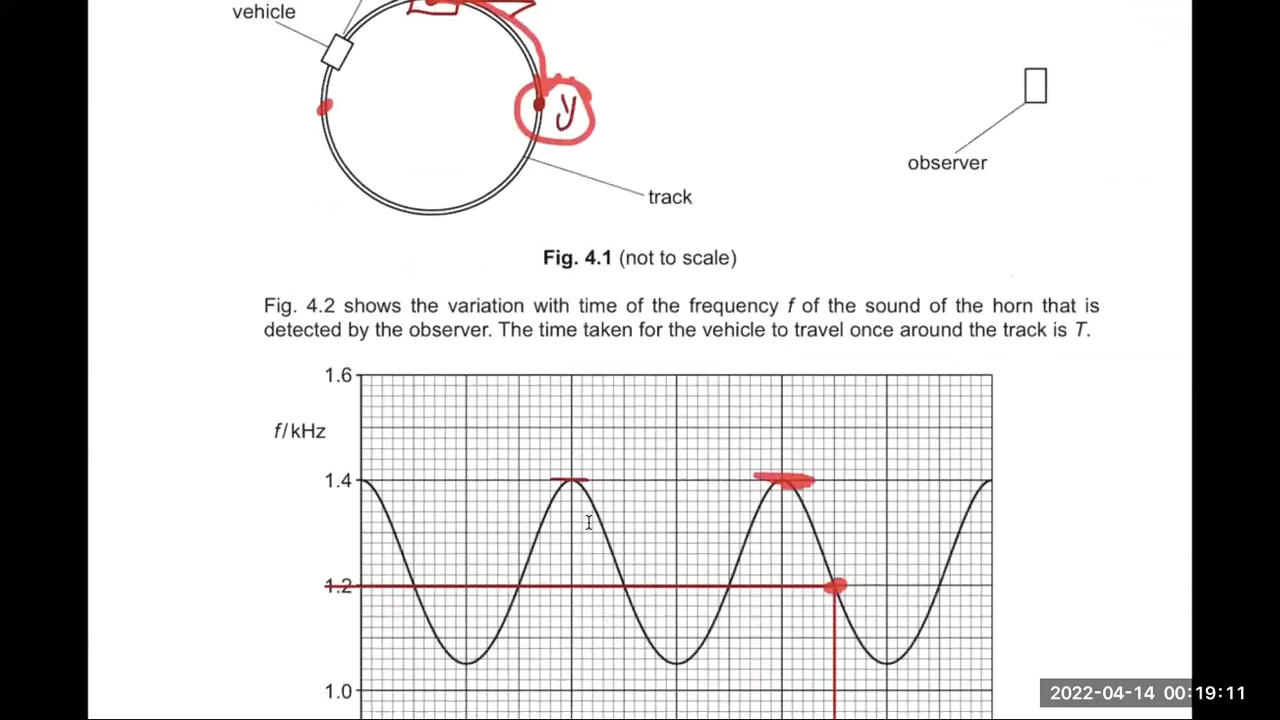 vehicle
y
observer
track
Fig. 4.1 (not to scale)
Fig. 4.2 shows the variation with time of the frequency f of the sound of the horn that is
detected by the observer. The time taken for the vehicle to travel once around the track is T.
1.6
f/kHz
1.4
1.2
1.0
2022-04-14 00:19:11